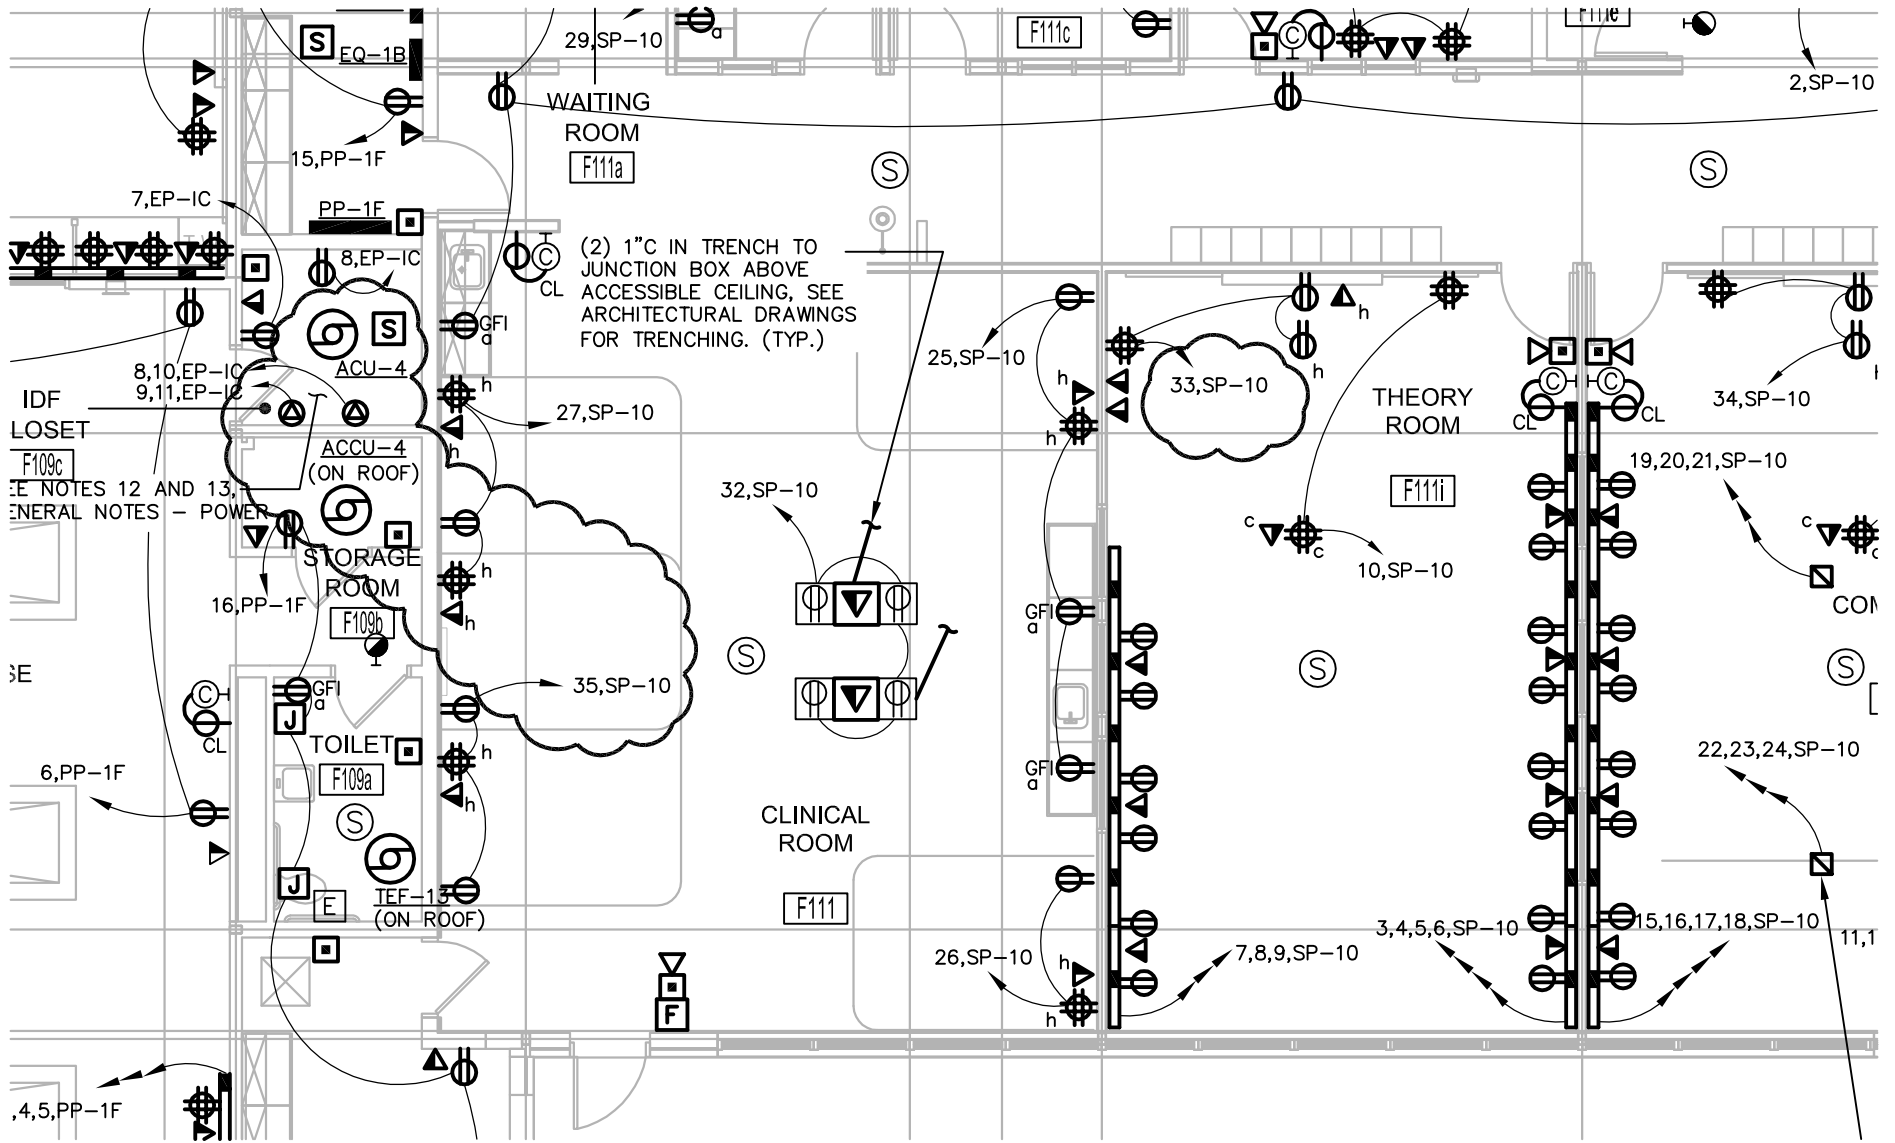 S
EQ-1B
29,SP-10
a
F111c
C
F111e
2,SP-10
WAITING
ROOM
F111a
15,PP-1F
S
S
7,EP-IC
PP-1F
8,EP-IC
C
CL
(2) 1"C IN TRENCH TO
JUNCTION BOX ABOVE
ACCESSIBLE CEILING, SEE
ARCHITECTURAL DRAWINGS
FOR TRENCHING. (TYP.)
S
GFI
a
h
h
25,SP-10
33,SP-10
8,10,EP-IC
9,11,EP-IC
ACU-4
h
h
27,SP-10
h
h
THEORY
ROOM
C
C
CL
CL
34,SP-10
h
IDF
LOSET
F109c
ACCU-4
(ON ROOF)
EE NOTES 12 AND 13,
ENERAL NOTES – POWER
32,SP-10
F111i
19,20,21,SP-10
c
c
c
c
10,SP-10
STORAGE
ROOM
F109b
16,PP-1F
h
h
GFI
a
COM
S
S
S
SE
C
CL
GFI
a
J
35,SP-10
TOILET
F109a
h
h
GFI
a
6,PP-1F
22,23,24,SP-10
S
CLINICAL
ROOM
F111
J
E
TEF-13
(ON ROOF)
3,4,5,6,SP-10
15,16,17,18,SP-10
11,1
26,SP-10
h
h
7,8,9,SP-10
F
,4,5,PP-1F